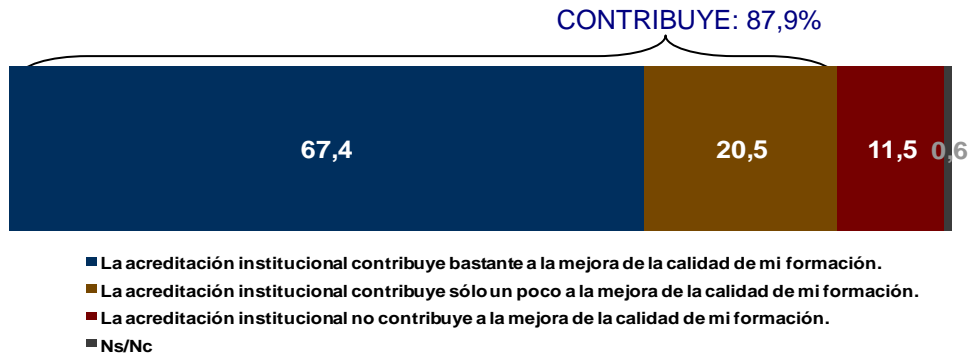 CONTRIBUYE: 87,9%
67,4 20,5 11,5 0,6
La acreditación institucional contribuye bastante a la mejora de la calidad de mi formación.
La acreditación institucional contribuye sólo un poco a la mejora de la calidad de mi formación.
La acreditación institucional no contribuye a la mejora de la calidad de mi formación.
Ns/Nc